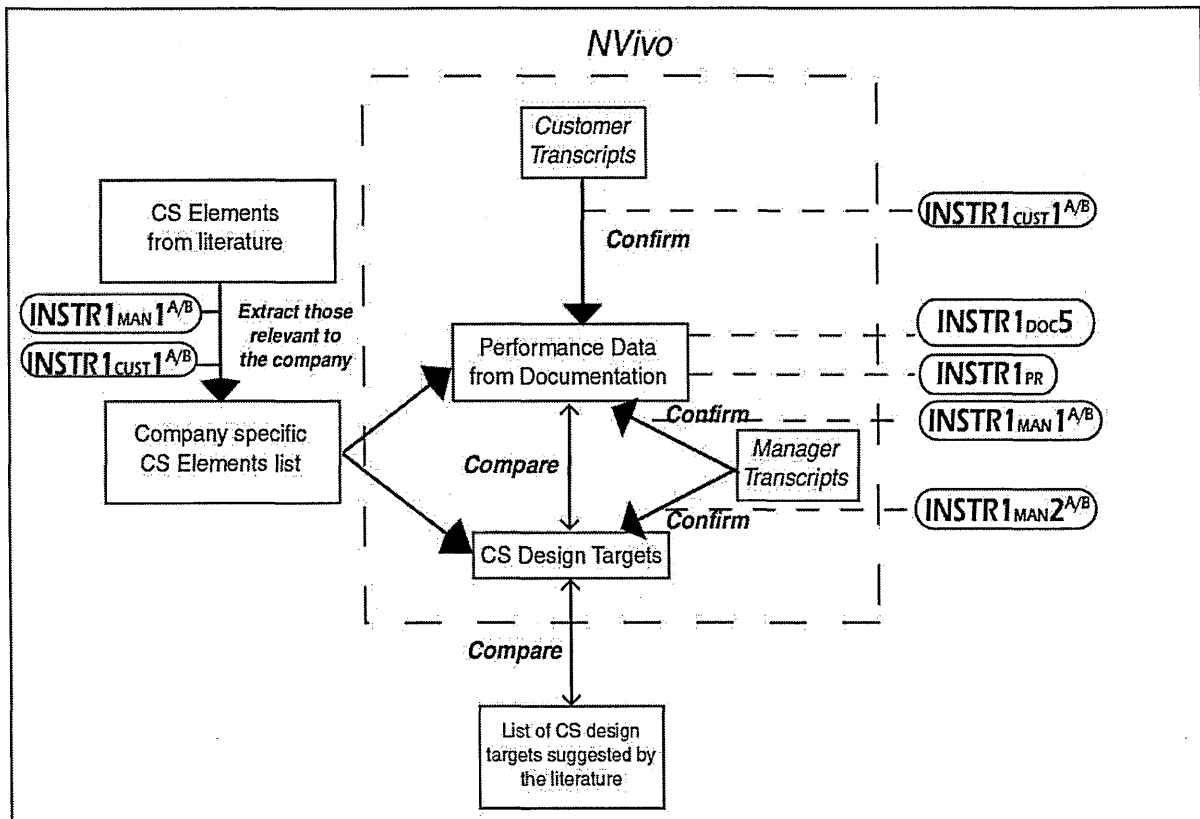 NVivo
Customer
Transcripts
CS Elements
from literature
INSTR1CUST1A/B
Confirm
INSTR1MAN1A/B
Extract those
relevant to
the company
INSTR1CUST1A/B
INSTR1DOC5
Performance Data
from Documentation
INSTR1PR
Company specific
CS Elements list
Confirm
INSTR1MAN1A/B
Compare
Manager
Transcripts
INSTR1MAN2A/B
Confirm
CS Design Targets
Compare
List of CS design
targets suggested by
the literature